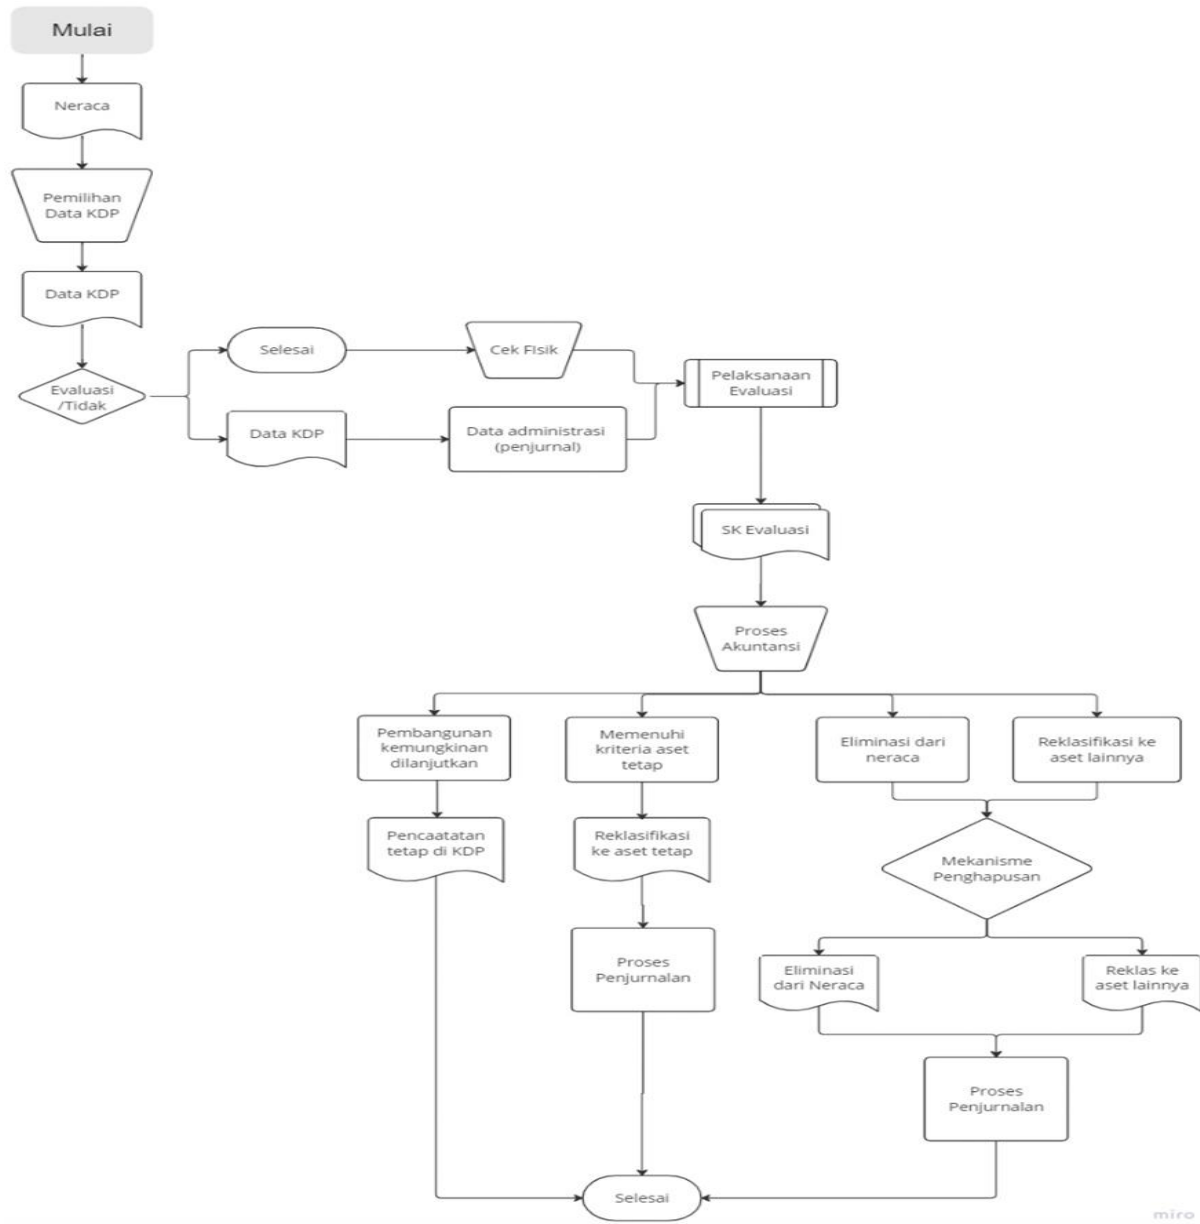 Mulai
Neraca
Pemilihan
Data KDP
Data KDP
Evaluasi
/Tidak
Selesai
Cek FIsik
Data KDP
Data administrasi
(penjurnal)
Pelaksanaan
Evaluasi
SK Evaluasi
Proses
Akuntansi
Pembangunan
kemungkinan
dilanjutkan
Memenuhi
kriteria aset
tetap
Eliminasi dari
neraca
Reklasifikasi ke
aset lainnya
Pencaatatan
tetap di KDP
Reklasifikasi
ke aset tetap
Mekanisme
Penghapusan
Proses
Penjurnalan
Eliminasi
dari Neraca
Reklas ke
aset lainnya
Proses
Penjurnalan
Selesai
miro